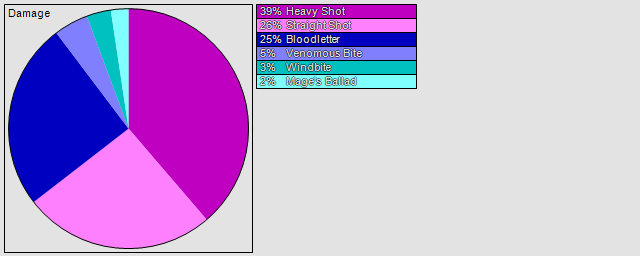 Damage
39% Heavy Shot
26% Straight Shot
25% Bloodletter
5% Venomous Bite
3% Windbite
2% Mage's Ballad